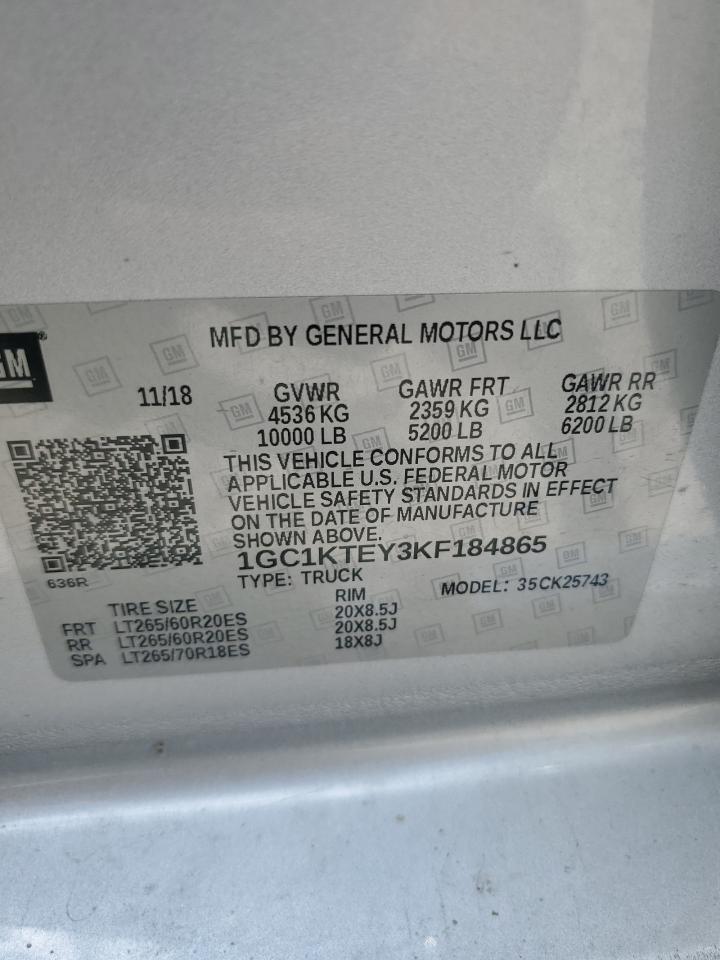 GM
MFD BY GENERAL MOTORS LLC
11/18
GVWR
4536 KG
10000 LB
GAWR FRT
2359 KG
5200 LB
GAWR RR
2812 KG
6200 LB
THIS VEHICLE CONFORMS TO ALL
APPLICABLE U.S. FEDERAL MOTOR
VEHICLE SAFETY STANDARDS IN EFFECT
ON THE DATE OF MANUFACTURE
SHOWN ABOVE.
636R
1GC1KTEY3KF184865
TYPE: TRUCK
MODEL: 35CK25743
TIRE SIZE RIM
FRT LT265/60R20ES 20X8.5J
RR LT265/60R20ES 20X8.5J
SPA LT265/70R18ES 18X8J